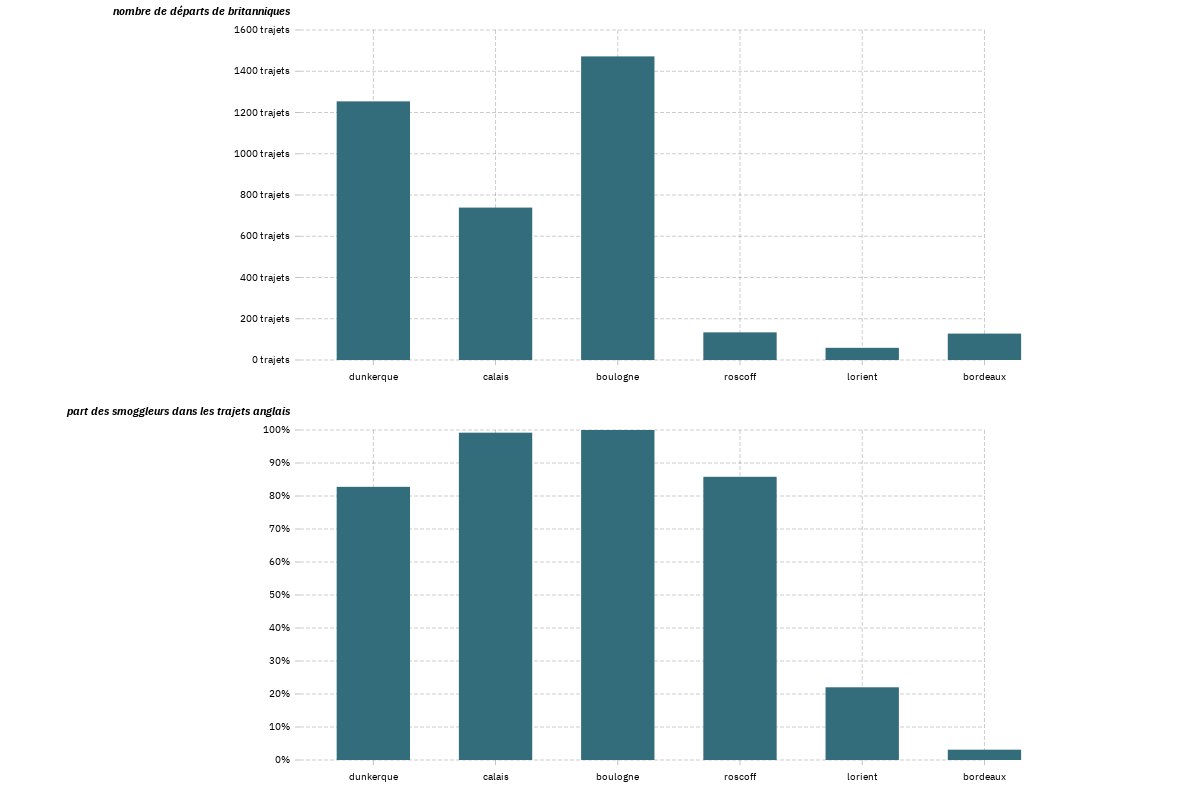 nombre de départs de britanniques
1600 trajets
1400 trajets
1200 trajets
1000 trajets
800 trajets
600 trajets
400 trajets
200 trajets
0 trajets
dunkerque calais boulogne roscoff lorient bordeaux
part des smoggleurs dans les trajets anglais
100%
90%
80%
70%
60%
50%
40%
30%
20%
10%
0%
dunkerque calais boulogne roscoff lorient bordeaux